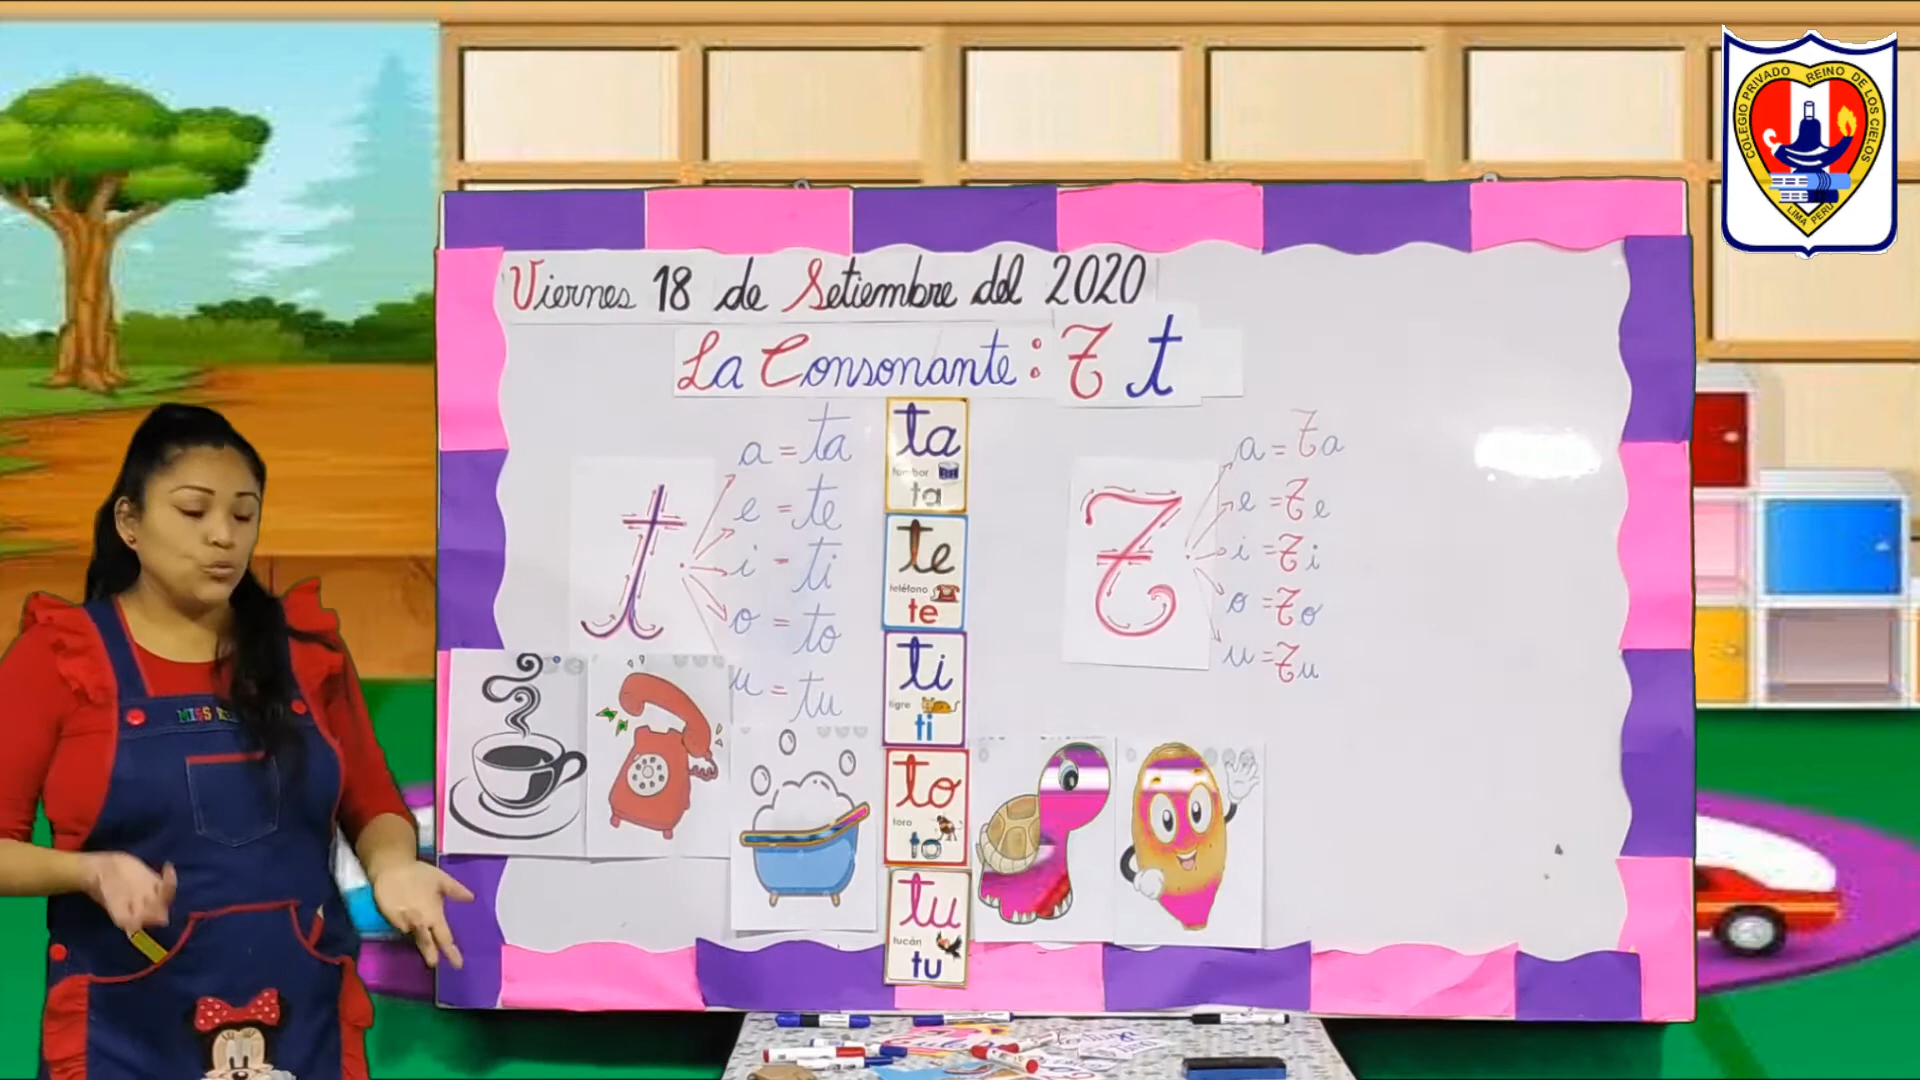 COLEGIO PRIVADO REINO DE LOS CIELOS
LIMA PERÚ
Viernes 18 de Setiembre del 2020
La Consonante : T t
t
a = ta
e = te
i - ti
o = to
u = tu
ta
tambor
ta
te
teléfono
te
ti
tigre
ti
to
toro
to
tu
tucán
tu
T
a = Ta
e = Te
i = Ti
o = To
u = Tu
MISS